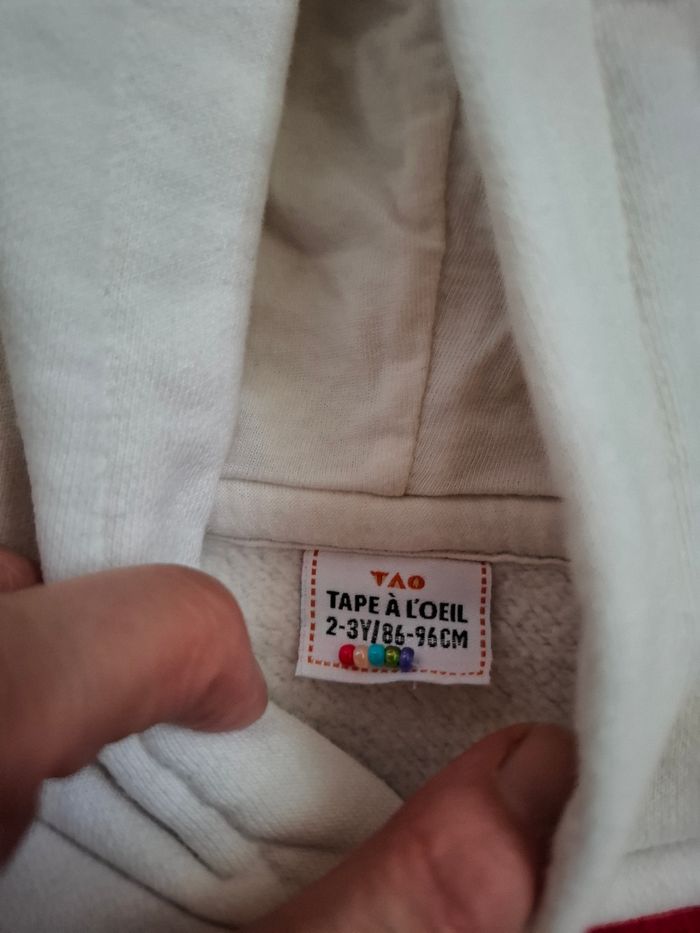 TAO
TAPE À L'OEIL
2-3Y/86-96CM